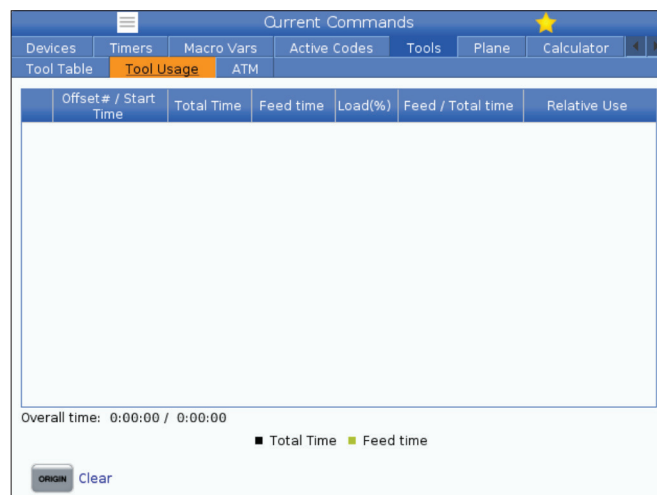 Current Commands
Devices Timers Macro Vars Active Codes Tools Plane Calculator
Tool Table Tool Usage ATM
Offset# / Start Time Total Time Feed time Load(%) Feed / Total time Relative Use
Overall time: 0:00:00 / 0:00:00
Total Time Feed time
ORIGIN Clear